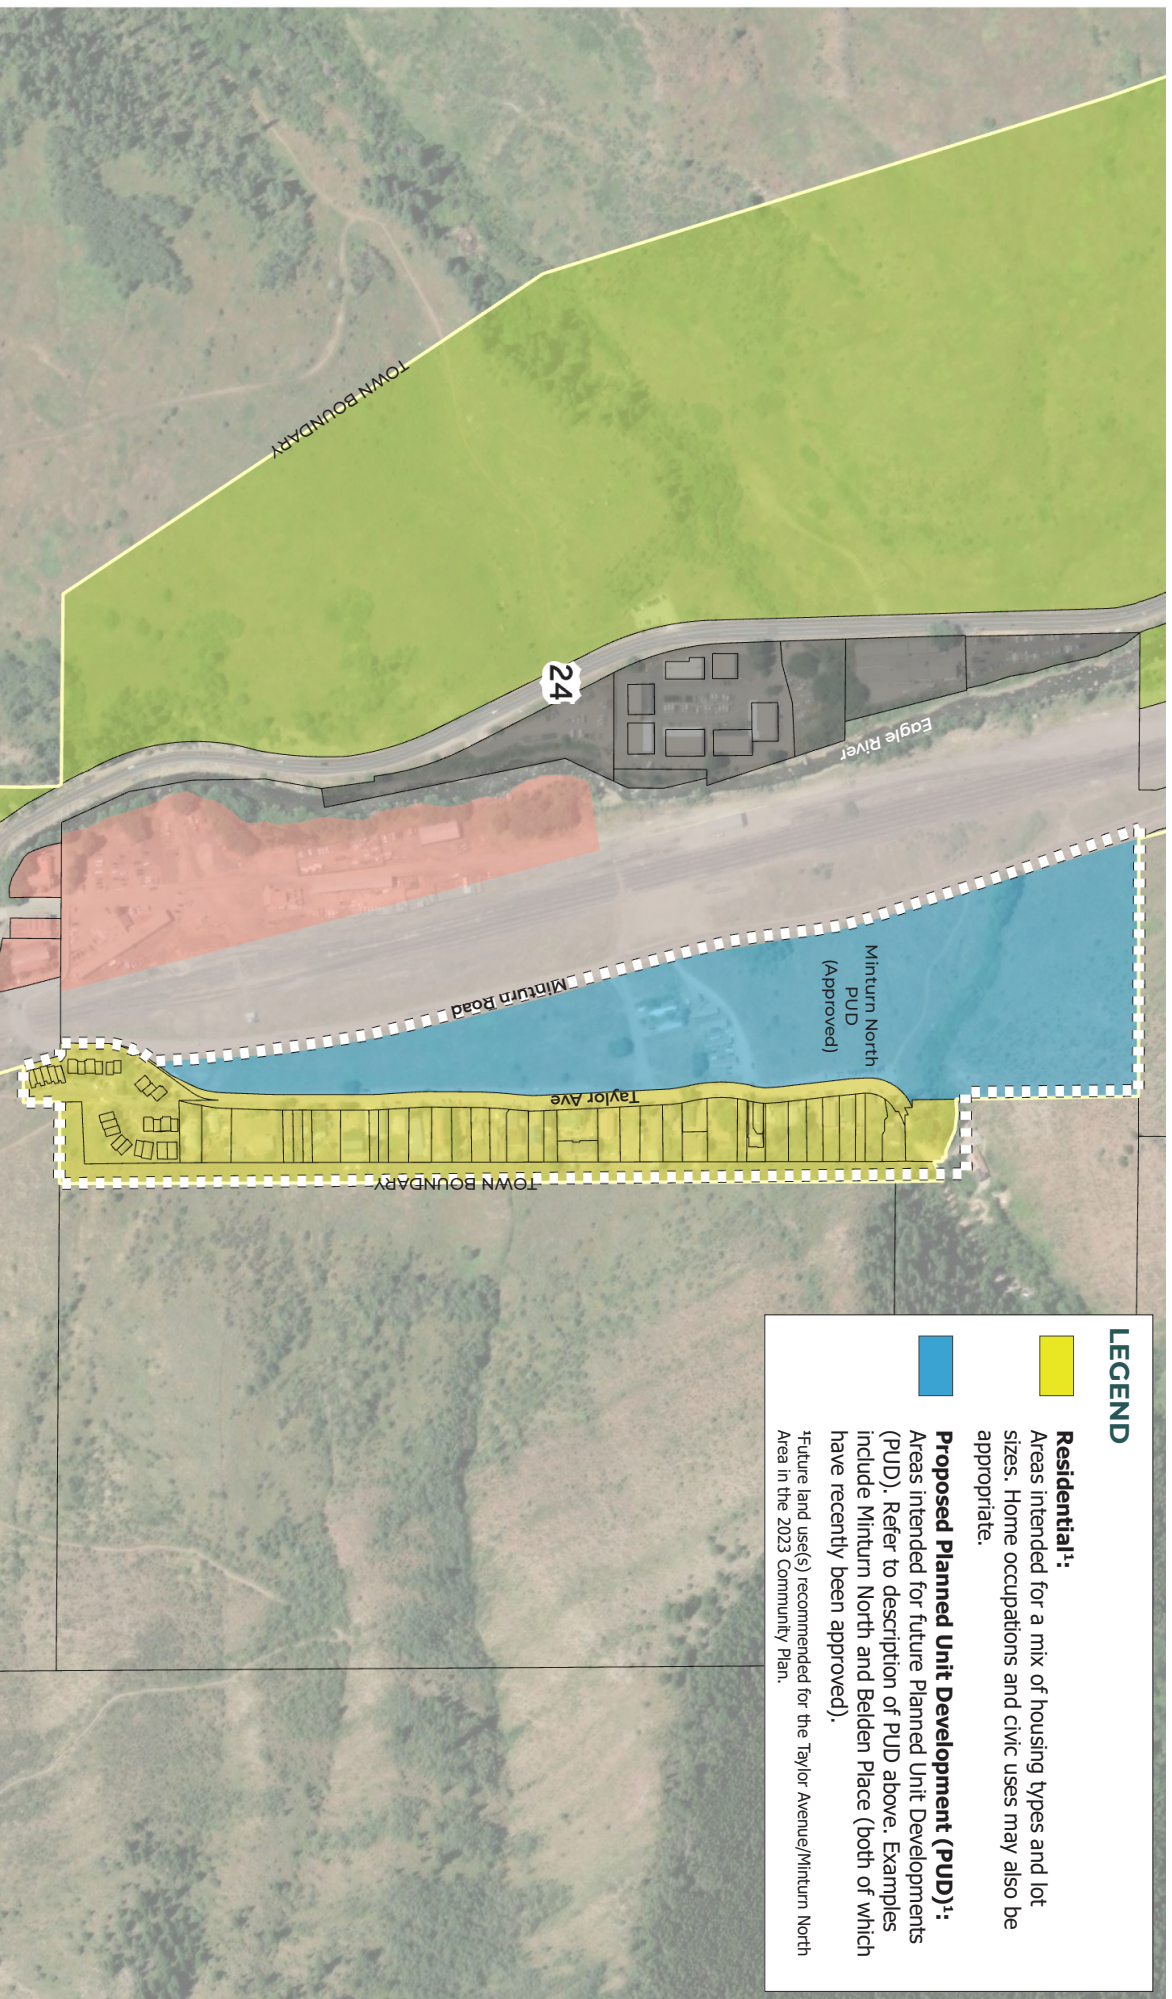 TOWN BOUNDARY
24
Eagle River
Minturn North
PUD
(Approved)
Minturn Road
Taylor Ave
TOWN BOUNDARY
LEGEND
Residential¹:
Areas intended for a mix of housing types and lot
sizes. Home occupations and civic uses may also be
appropriate.
Proposed Planned Unit Development (PUD)¹:
Areas intended for future Planned Unit Developments
(PUD). Refer to description of PUD above. Examples
include Minturn North and Belden Place (both of which
have recently been approved).
¹Future land use(s) recommended for the Taylor Avenue/Minturn North
Area in the 2023 Community Plan.